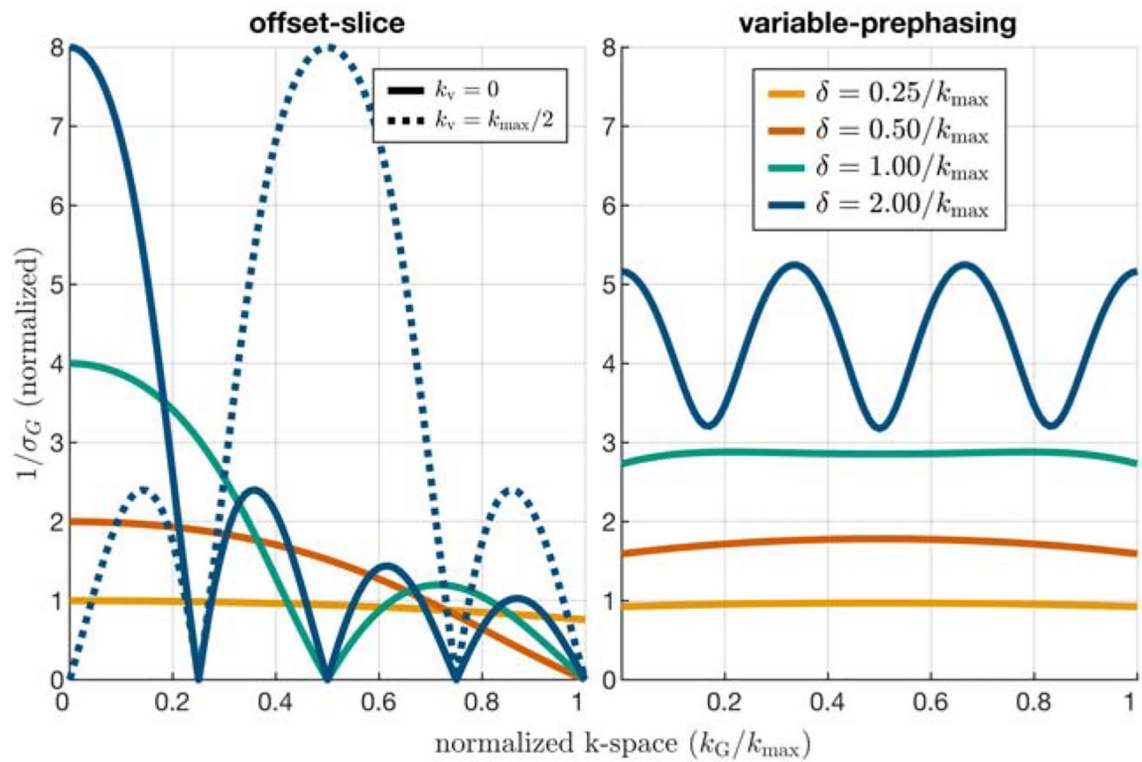 offset-slice
variable-prephasing
8
7
6
5
4
3
2
1
0
8
7
6
5
4
3
2
1
0
k_v = 0
k_v = k_max/2
δ = 0.25/k_max
δ = 0.50/k_max
δ = 1.00/k_max
δ = 2.00/k_max
1/σ_G (normalized)
0 0.2 0.4 0.6 0.8 1
0.2 0.4 0.6 0.8 1
normalized k-space (k_G/k_max)